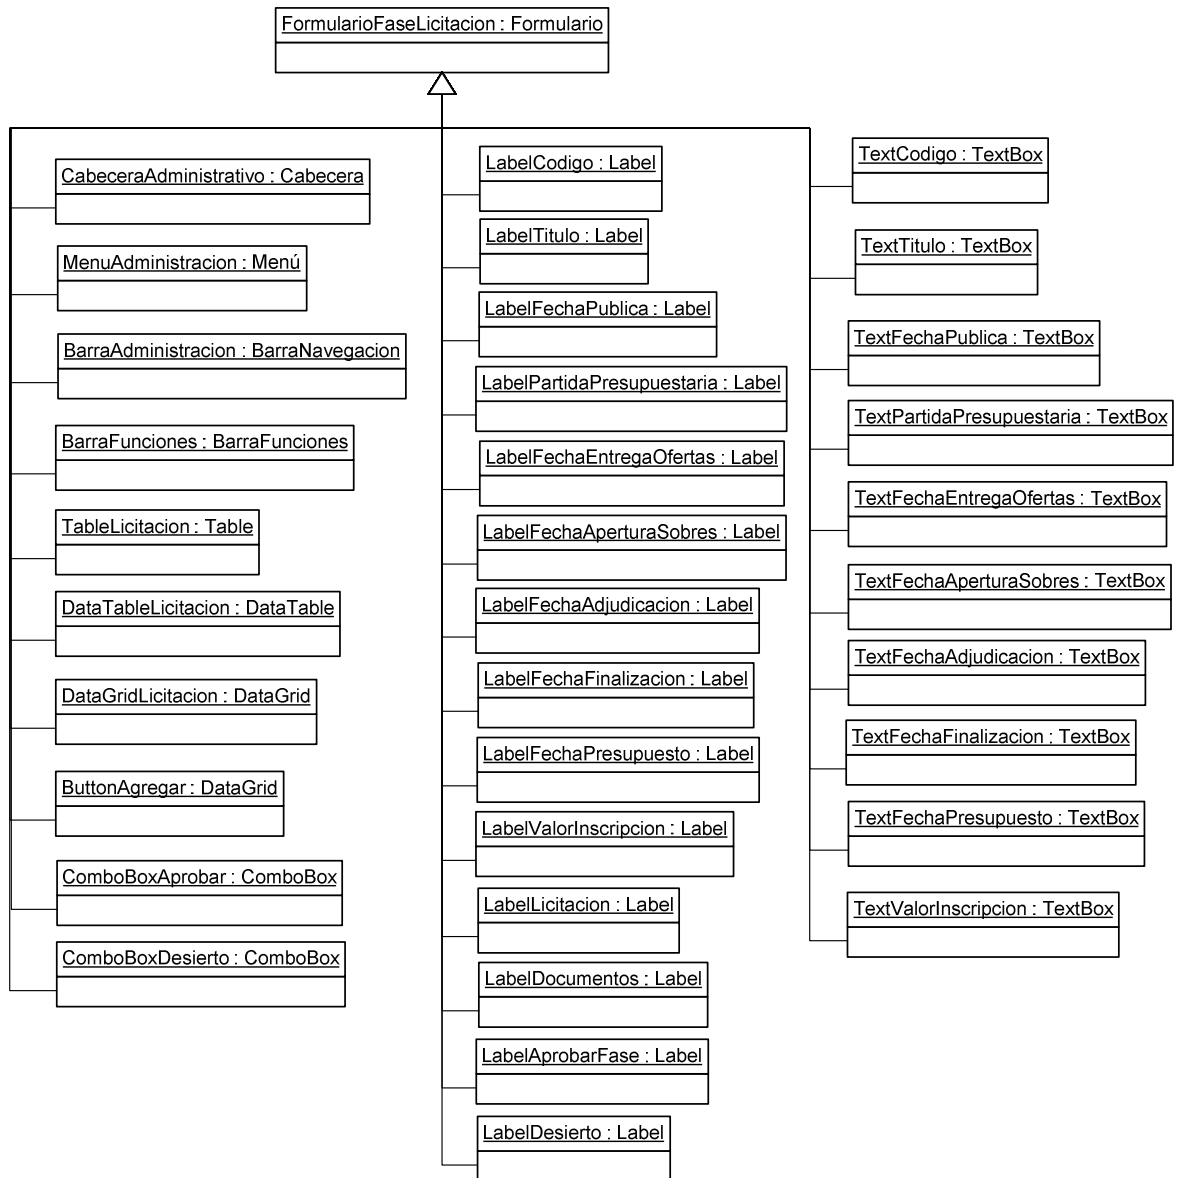 FormularioFaseLicitacion : Formulario
CabeceraAdministrativo : Cabecera
MenuAdministracion : Menú
BarraAdministracion : BarraNavegacion
BarraFunciones : BarraFunciones
TableLicitacion : Table
DataTableLicitacion : DataTable
DataGridLicitacion : DataGrid
ButtonAgregar : DataGrid
ComboBoxAprobar : ComboBox
ComboBoxDesierto : ComboBox
LabelCodigo : Label
LabelTitulo : Label
LabelFechaPublica : Label
LabelPartidaPresupuestaria : Label
LabelFechaEntregaOfertas : Label
LabelFechaAperturaSobres : Label
LabelFechaAdjudicacion : Label
LabelFechaFinalizacion : Label
LabelFechaPresupuesto : Label
LabelValorInscripcion : Label
LabelLicitacion : Label
LabelDocumentos : Label
LabelAprobarFase : Label
LabelDesierto : Label
TextCodigo : TextBox
TextTitulo : TextBox
TextFechaPublica : TextBox
TextPartidaPresupuestaria : TextBox
TextFechaEntregaOfertas : TextBox
TextFechaAperturaSobres : TextBox
TextFechaAdjudicacion : TextBox
TextFechaFinalizacion : TextBox
TextFechaPresupuesto : TextBox
TextValorInscripcion : TextBox